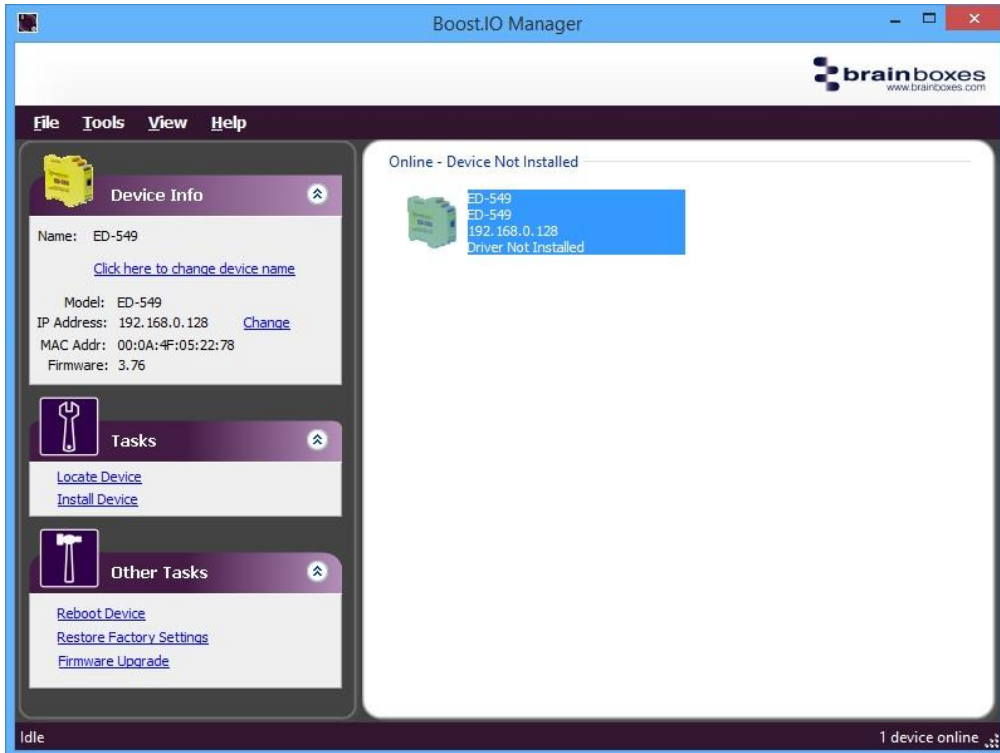 Boost.IO Manager
brainboxes
www.brainboxes.com
File Tools View Help
Device Info
Name: ED-549
Click here to change device name
Model: ED-549
IP Address: 192.168.0.128 Change
MAC Addr: 00:0A:4F:05:22:78
Firmware: 3.76
Tasks
Locate Device
Install Device
Other Tasks
Reboot Device
Restore Factory Settings
Firmware Upgrade
Online - Device Not Installed
ED-549
ED-549
192.168.0.128
Driver Not Installed
Idle
1 device online